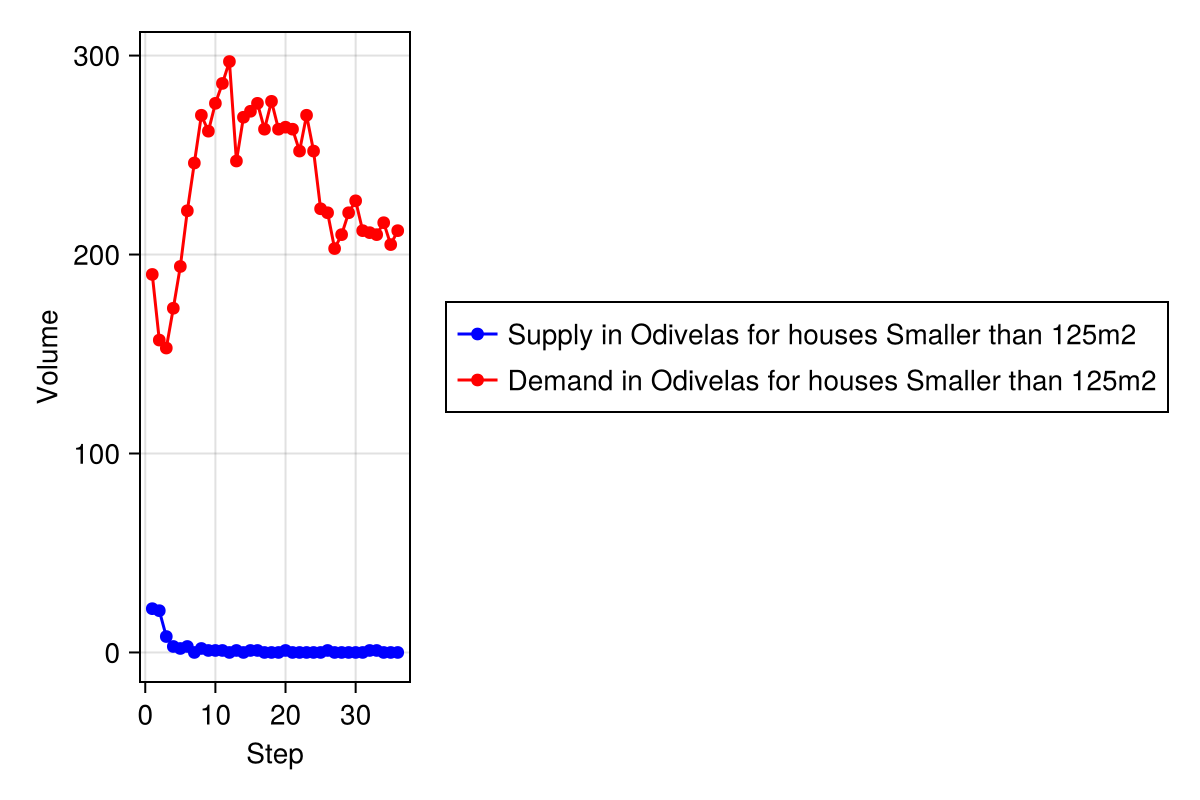 300
200
100
0
Volume
0 10 20 30
Step
Supply in Odivelas for houses Smaller than 125m2
Demand in Odivelas for houses Smaller than 125m2